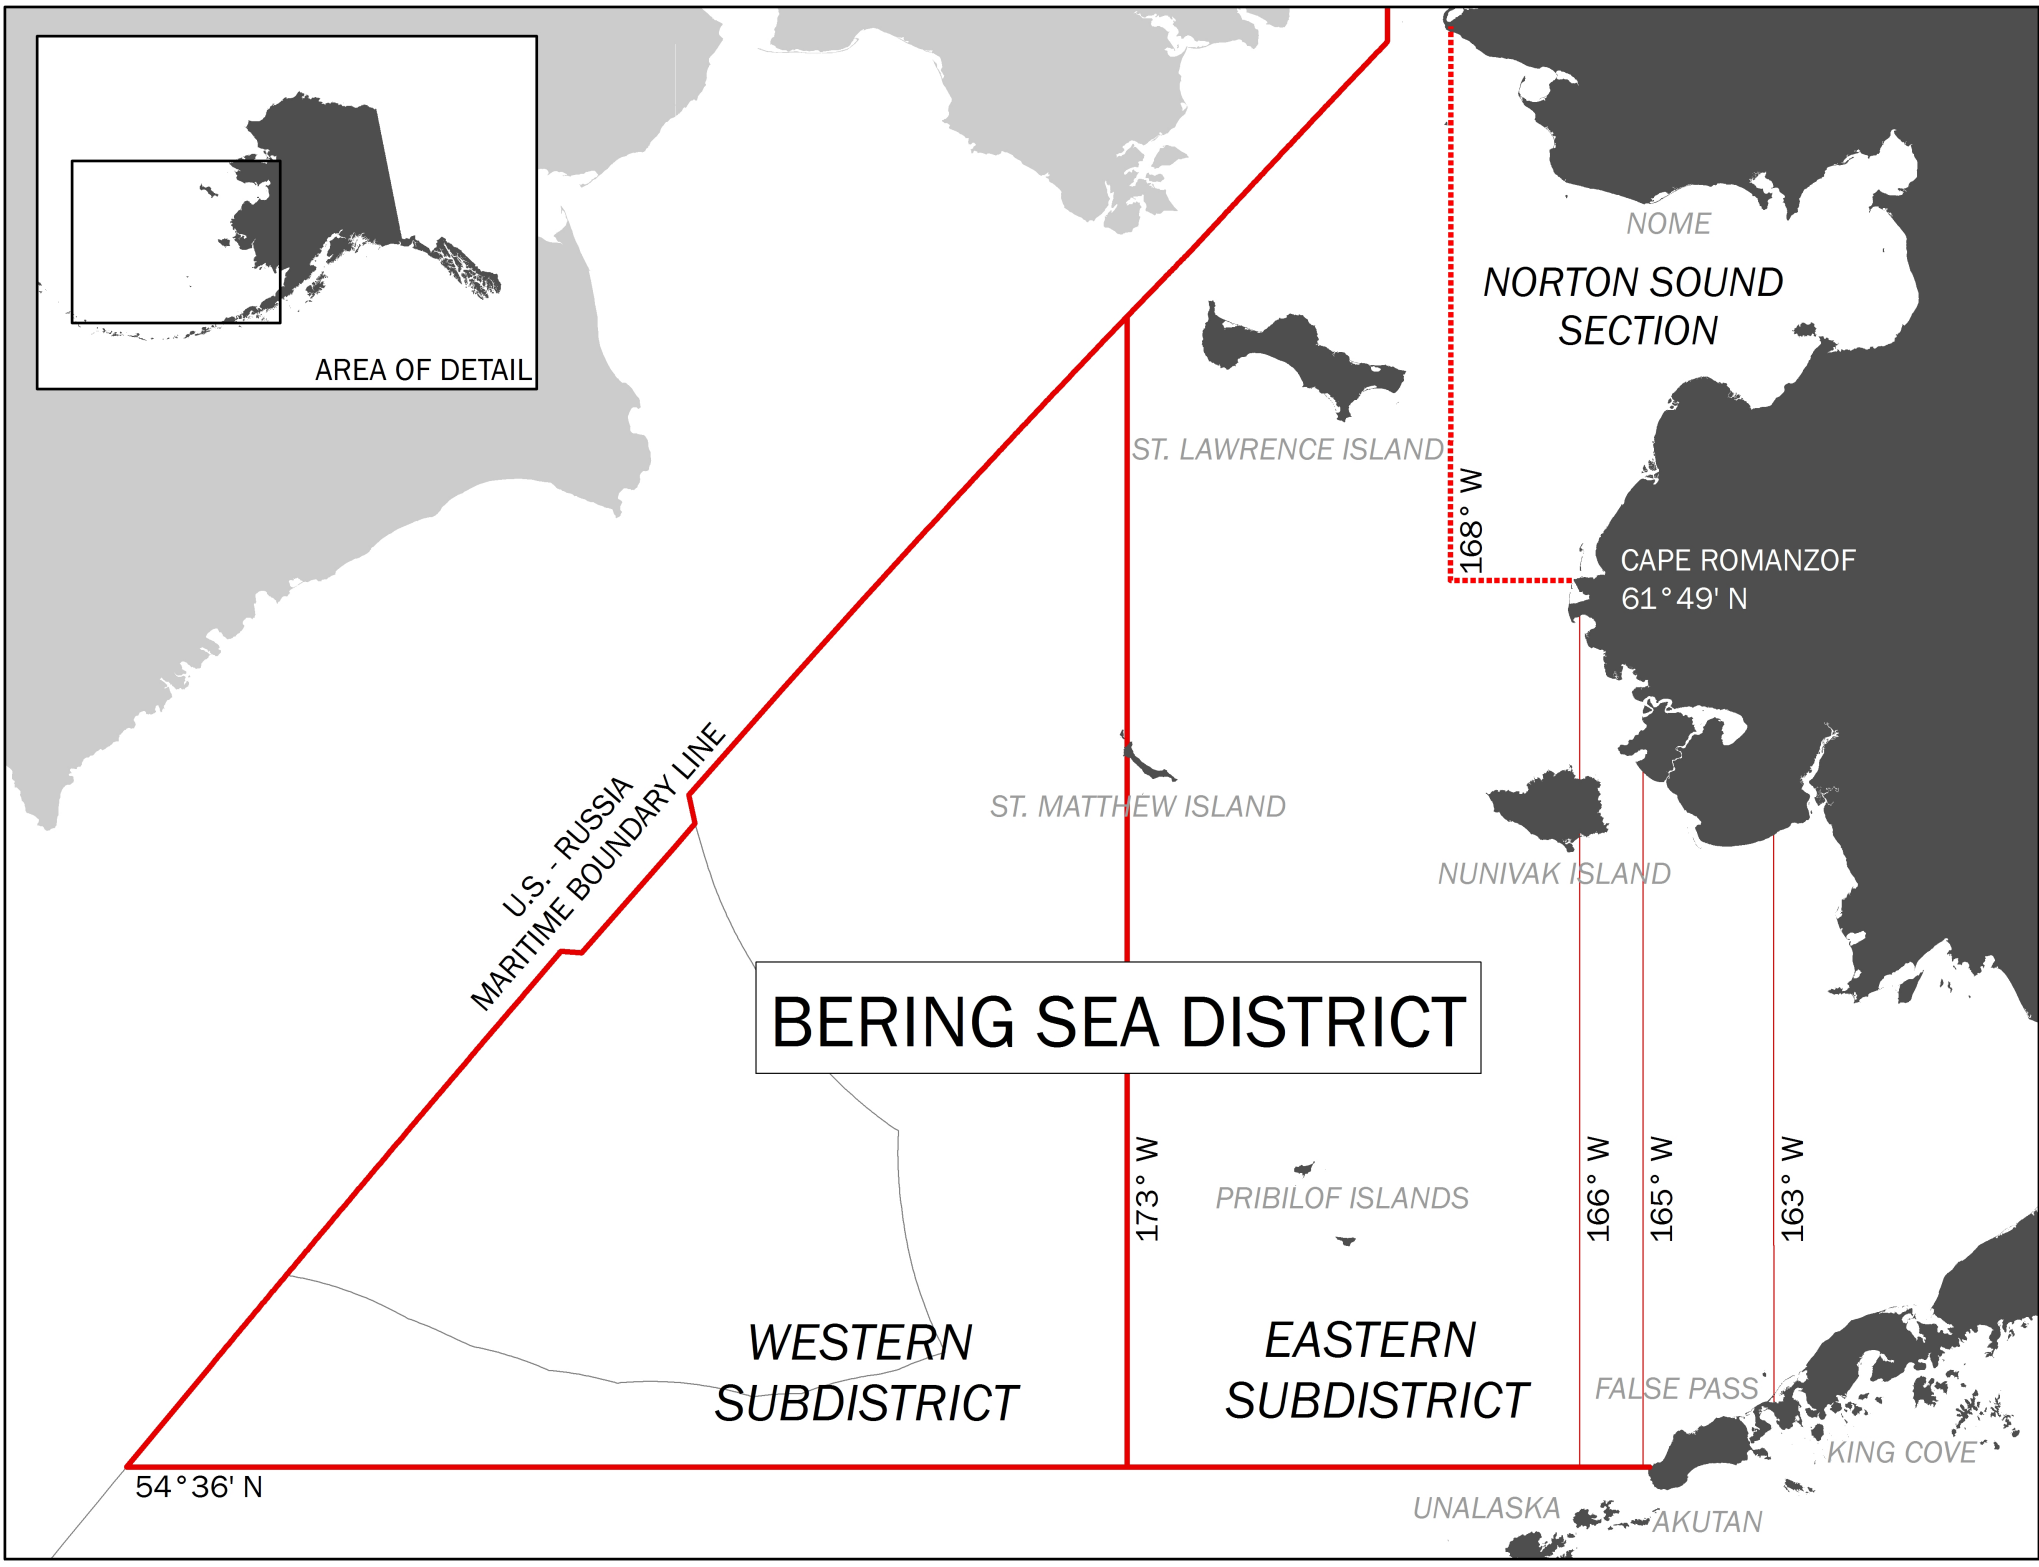 AREA OF DETAIL
NOME
NORTON SOUND
SECTION
ST. LAWRENCE ISLAND
168° W
CAPE ROMANZOF
61°49' N
U.S. - RUSSIA
MARITIME BOUNDARY LINE
ST. MATTHEW ISLAND
NUNIVAK ISLAND
BERING SEA DISTRICT
173° W
166° W
165° W
163° W
PRIBILOF ISLANDS
WESTERN
SUBDISTRICT
EASTERN
SUBDISTRICT
FALSE PASS
KING COVE
54°36' N
UNALASKA
AKUTAN